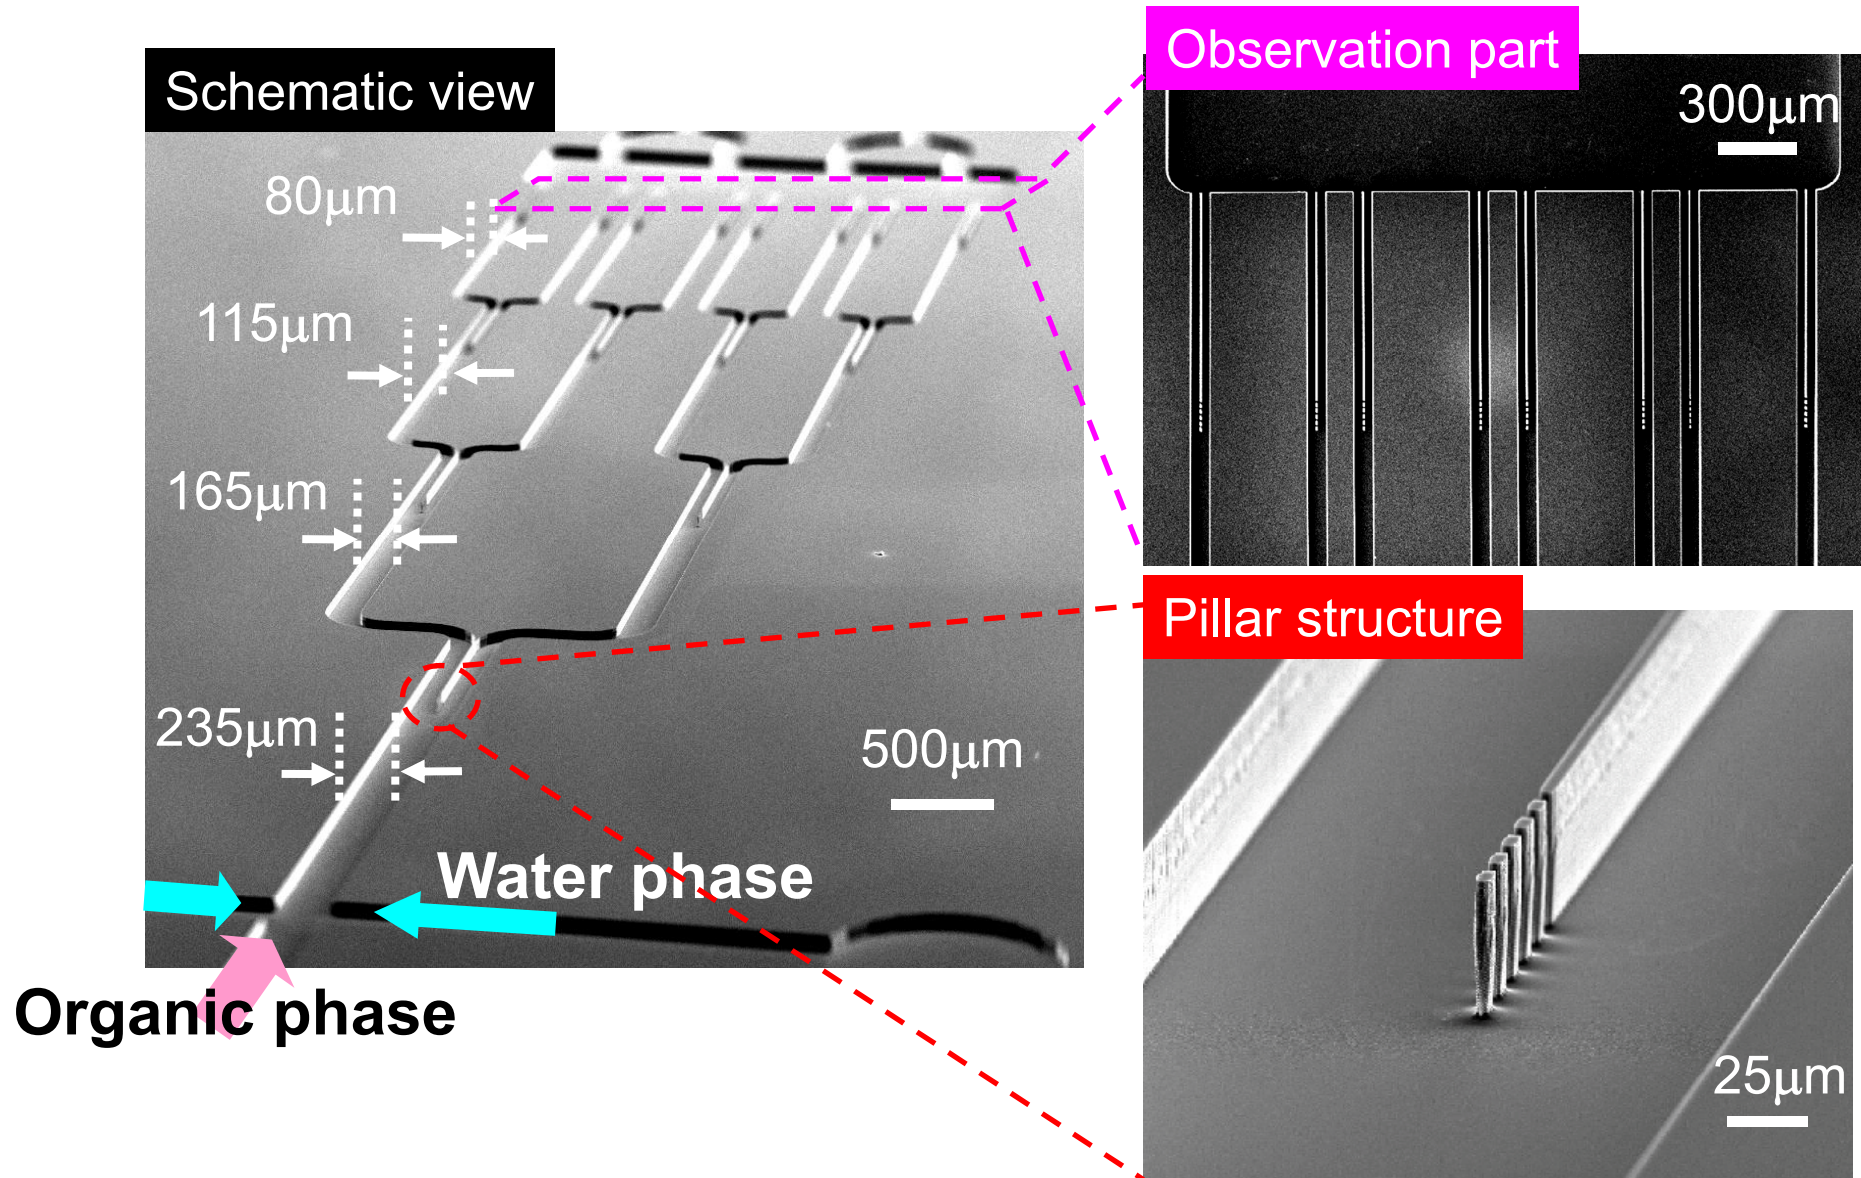 Schematic view
80μm
115μm
165μm
235μm
500μm
Water phase
Organic phase
Observation part
300μm
Pillar structure
25μm